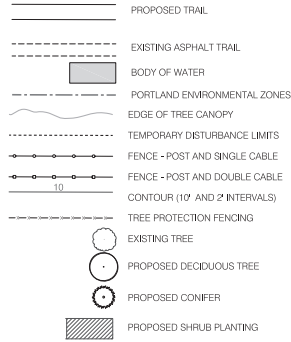 PROPOSED TRAIL
EXISTING ASPHALT TRAIL
BODY OF WATER
PORTLAND ENVIRONMENTAL ZONES
EDGE OF TREE CANOPY
TEMPORARY DISTURBANCE LIMITS
FENCE - POST AND SINGLE CABLE
FENCE - POST AND DOUBLE CABLE
10
CONTOUR (10' AND 2' INTERVALS)
TREE PROTECTION FENCING
EXISTING TREE
PROPOSED DECIDUOUS TREE
PROPOSED CONIFER
PROPOSED SHRUB PLANTING